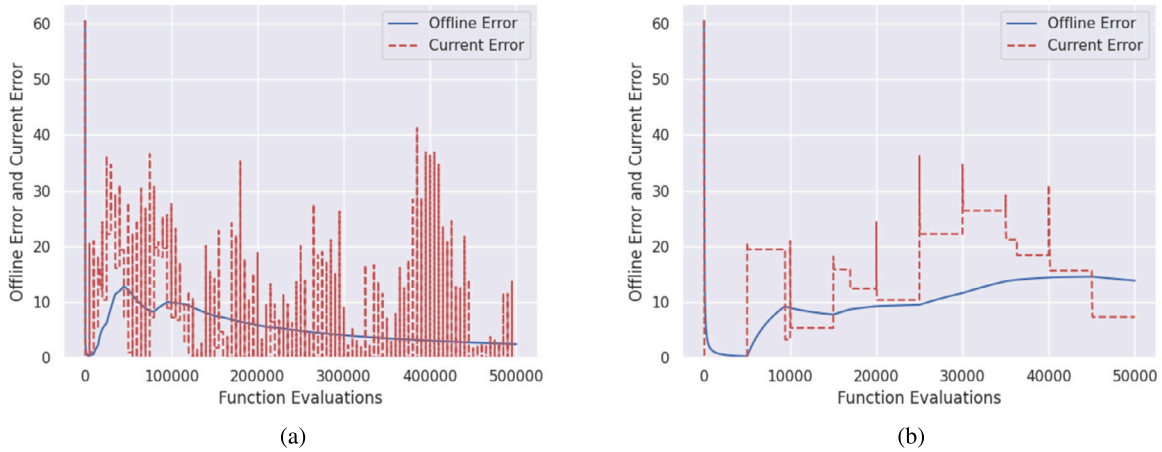 Offline Error and Current Error
60
50
40
30
20
10
0
Offline Error
Current Error
0 100000 200000 300000 400000 500000
Function Evaluations
(a)
Offline Error and Current Error
60
50
40
30
20
10
0
Offline Error
Current Error
0 10000 20000 30000 40000 50000
Function Evaluations
(b)